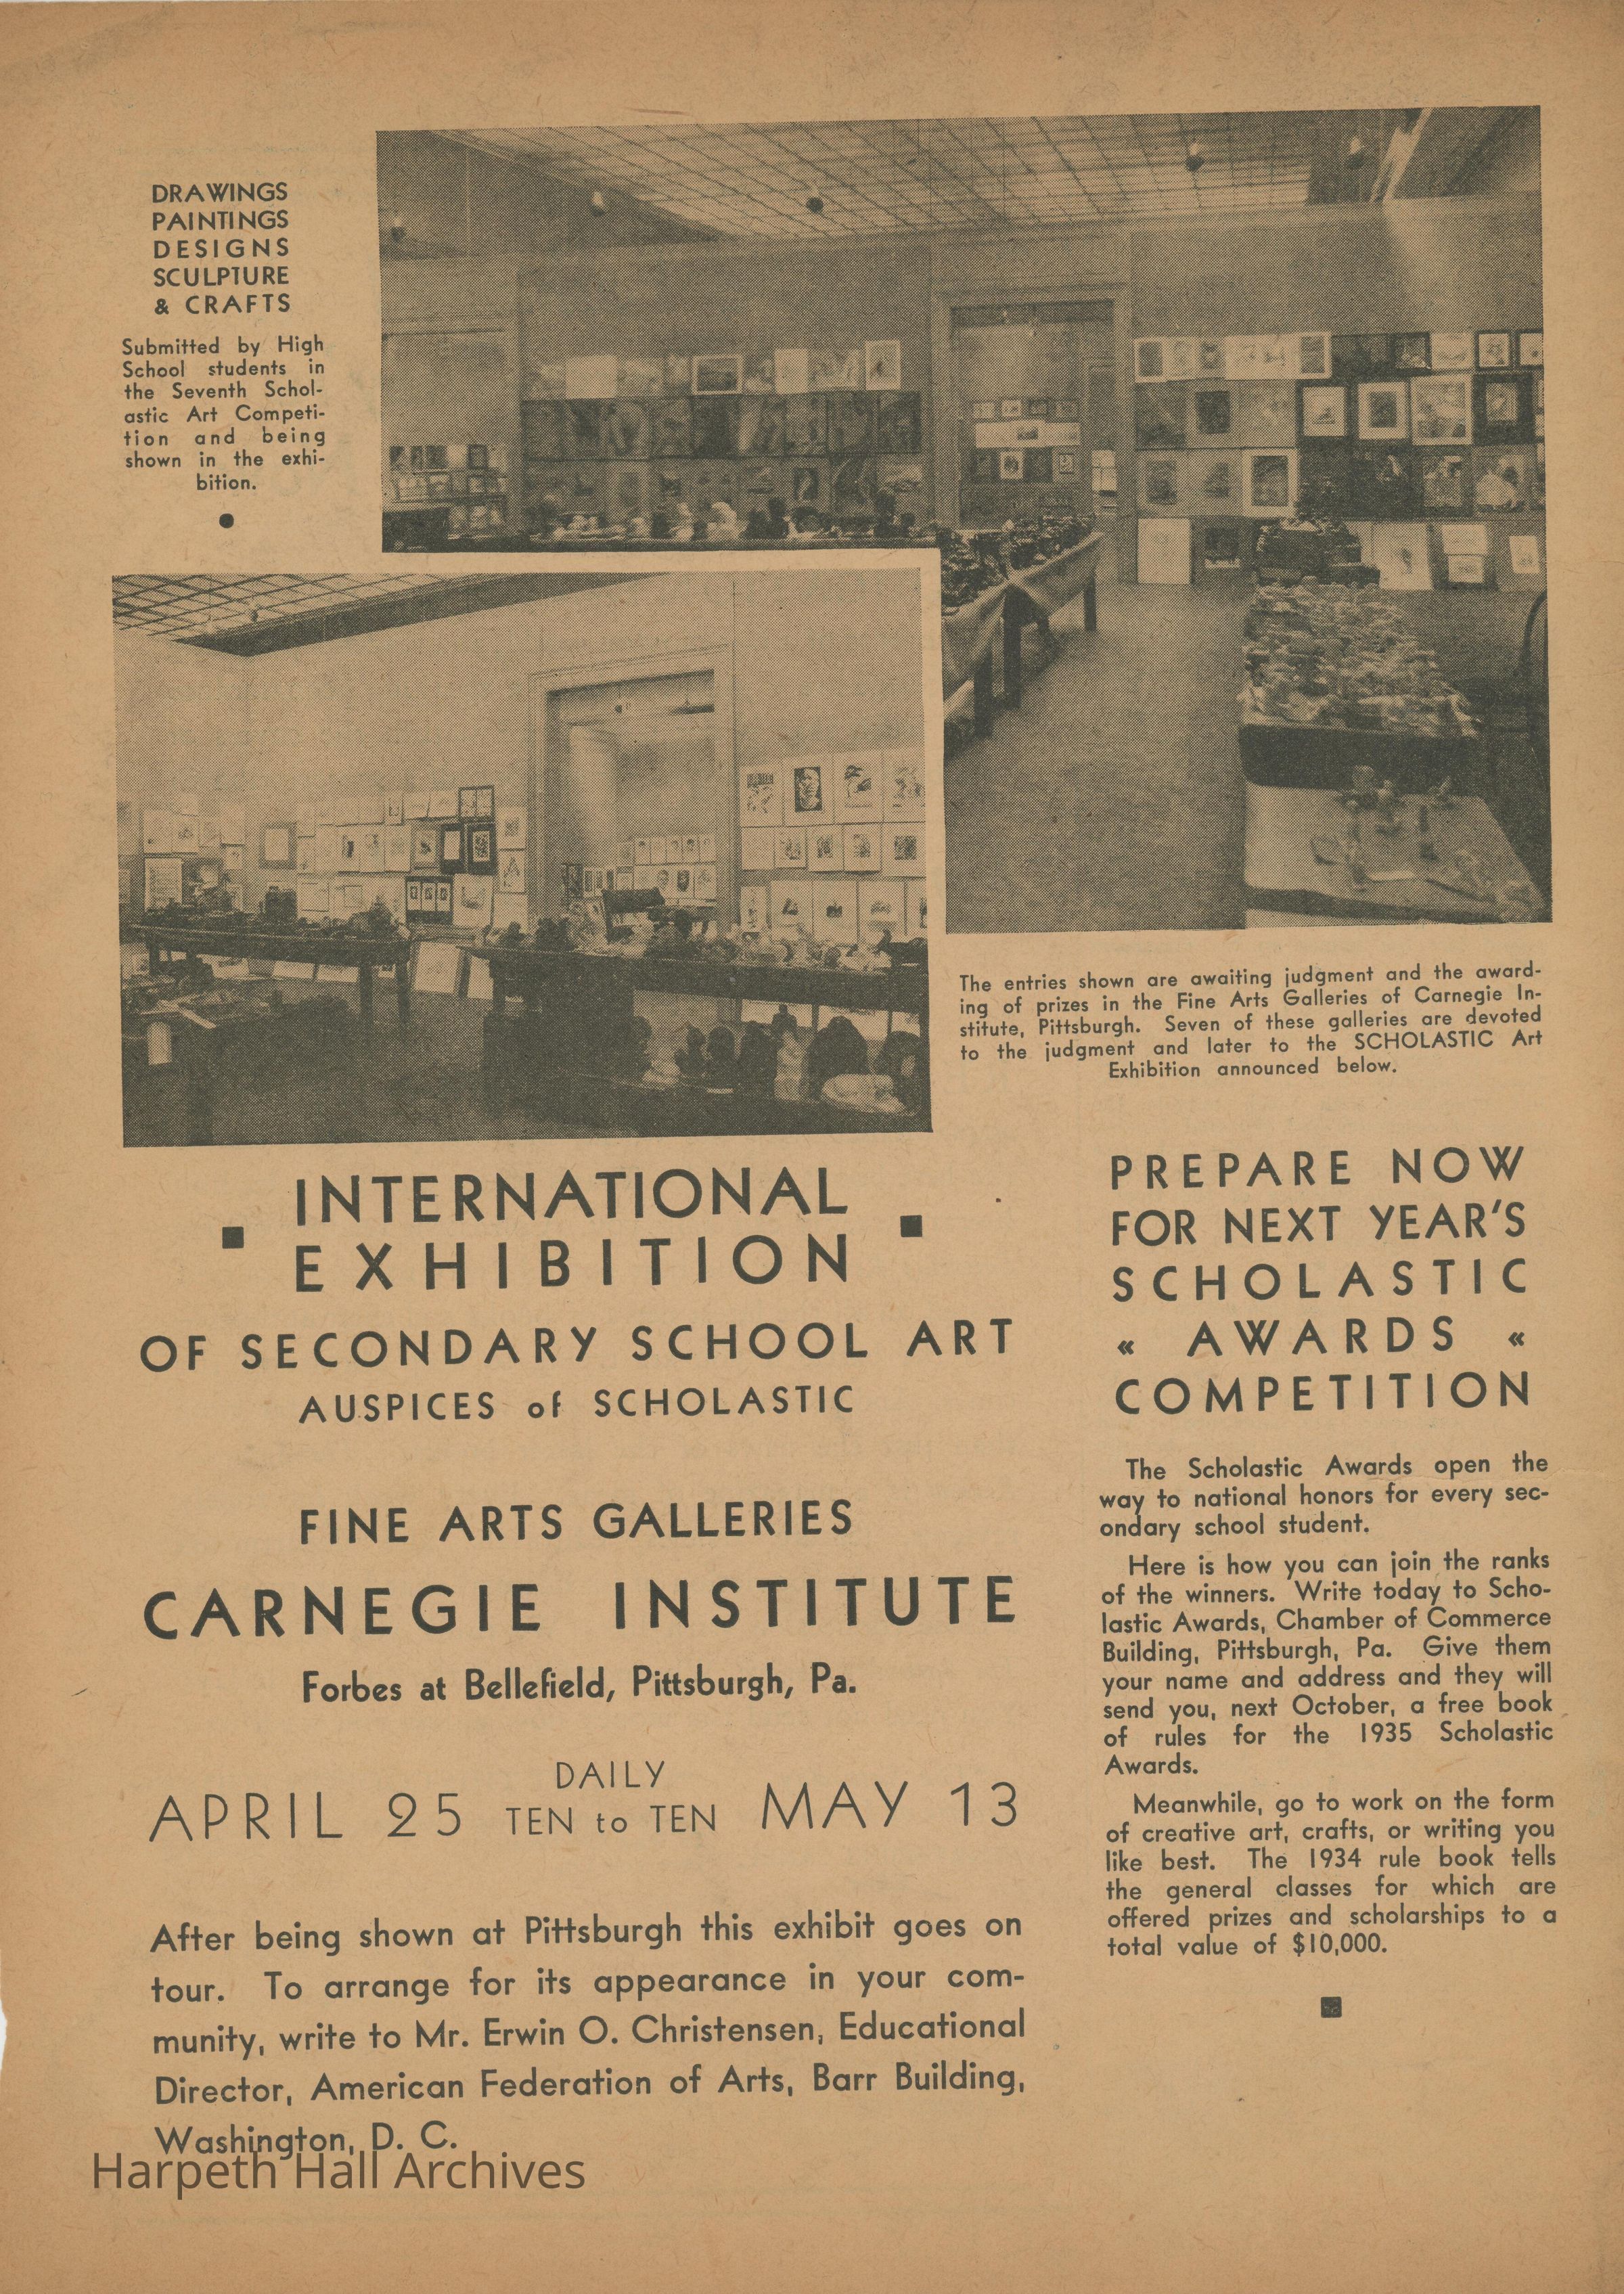 DRAWINGS
PAINTINGS
DESIGNS
SCULPTURE
& CRAFTS
Submitted by High
School students in
the Seventh Schol-
astic Art Competi-
tion and being
shown in the exhi-
bition.
The entries shown are awaiting judgment and the award-
ing of prizes in the Fine Arts Galleries of Carnegie In-
stitute, Pittsburgh. Seven of these galleries are devoted
to the judgment and later to the SCHOLASTIC Art
Exhibition announced below.
INTERNATIONAL
EXHIBITION
OF SECONDARY SCHOOL ART
AUSPICES of SCHOLASTIC
FINE ARTS GALLERIES
CARNEGIE INSTITUTE
Forbes at Bellefield, Pittsburgh, Pa.
DAILY
APRIL 25 TEN to TEN MAY 13
After being shown at Pittsburgh this exhibit goes on
tour. To arrange for its appearance in your com-
munity, write to Mr. Erwin O. Christensen, Educational
Director, American Federation of Arts, Barr Building,
Washington, D. C.
PREPARE NOW
FOR NEXT YEAR'S
SCHOLASTIC
« AWARDS «
COMPETITION
The Scholastic Awards open the
way to national honors for every sec-
ondary school student.
Here is how you can join the ranks
of the winners. Write today to Scho-
lastic Awards, Chamber of Commerce
Building, Pittsburgh, Pa. Give them
your name and address and they will
send you, next October, a free book
of rules for the 1935 Scholastic
Awards.
Meanwhile, go to work on the form
of creative art, crafts, or writing you
like best. The 1934 rule book tells
the general classes for which are
offered prizes and scholarships to a
total value of $10,000.
Harpeth Hall Archives